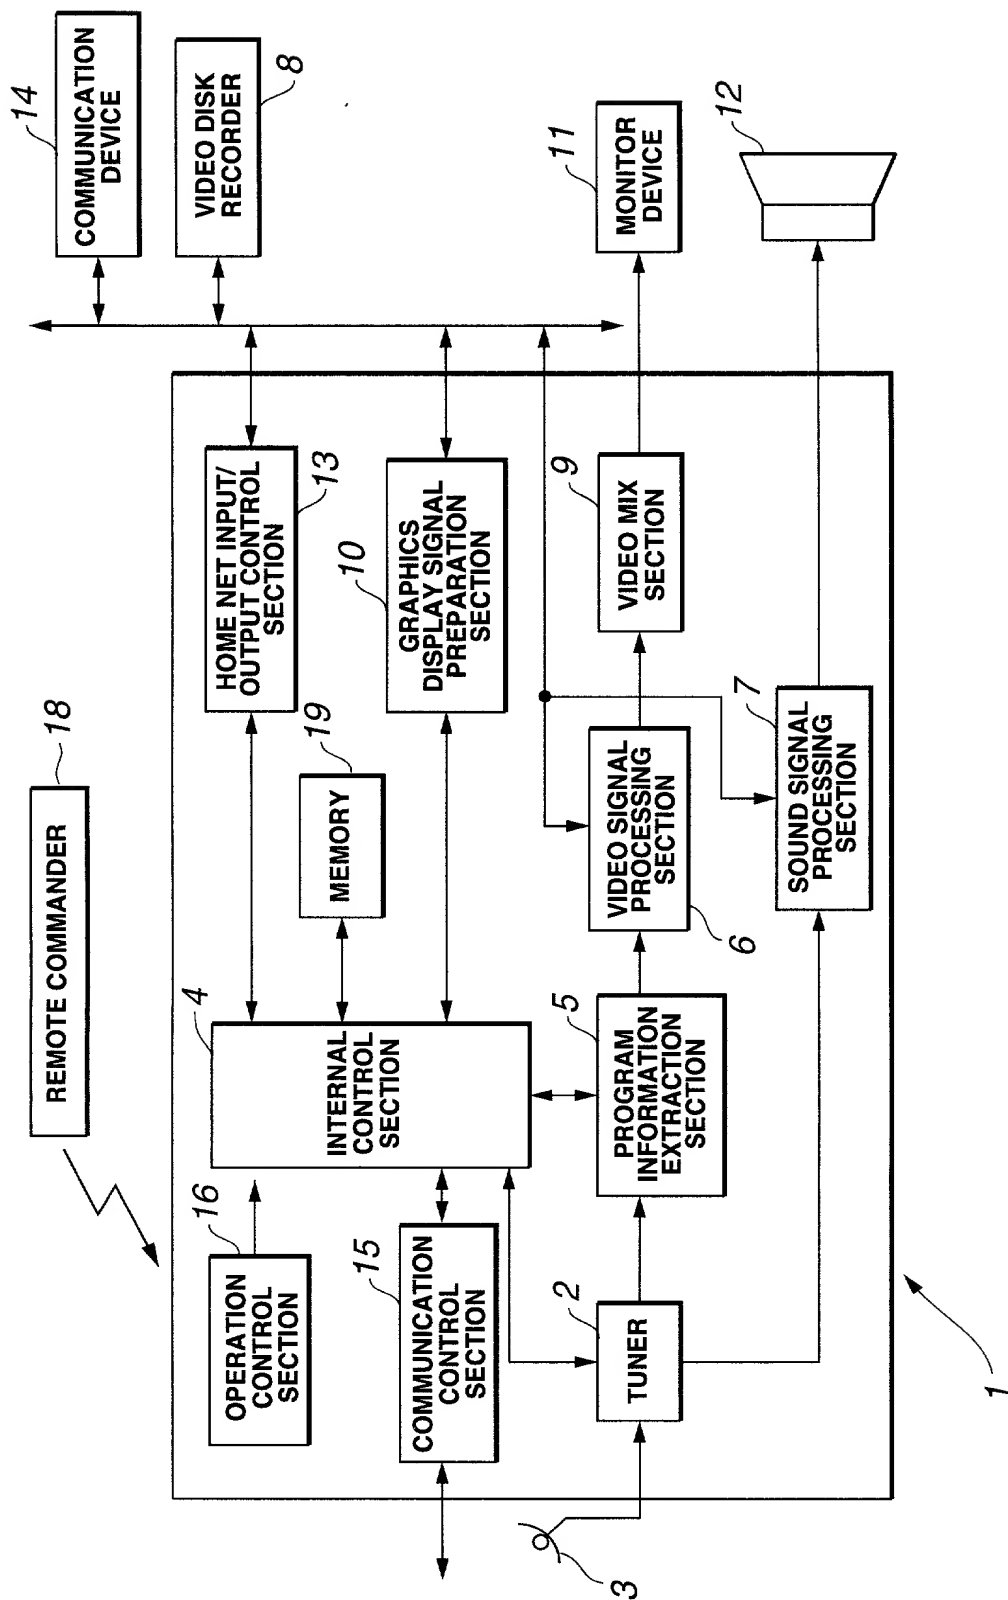 REMOTE COMMANDER
18
COMMUNICATION
DEVICE
14
VIDEO DISK
RECORDER
8
OPERATION
CONTROL
SECTION
16
INTERNAL
CONTROL
SECTION
4
HOME NET INPUT/
OUTPUT CONTROL
SECTION
13
MEMORY
19
COMMUNICATION
CONTROL
SECTION
15
GRAPHICS
DISPLAY SIGNAL
PREPARATION
SECTION
10
3
TUNER
2
PROGRAM
INFORMATION
EXTRACTION
SECTION
5
VIDEO SIGNAL
PROCESSING
SECTION
6
VIDEO MIX
SECTION
9
MONITOR
DEVICE
11
SOUND SIGNAL
PROCESSING
SECTION
7
12
1